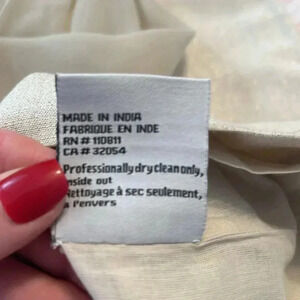 MADE IN INDIA
FABRIQUE EN INDE
RN # 110811
CA # 32054
Professionally dry clean only,
inside out
Nettoyage à sec seulement,
à l'envers